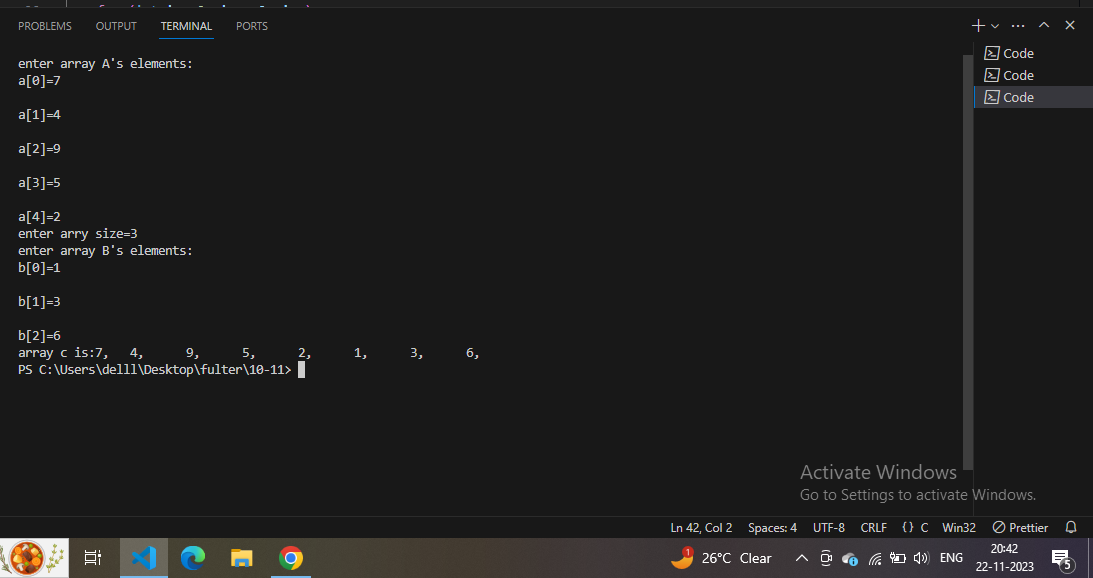 PROBLEMS OUTPUT TERMINAL PORTS
enter array A's elements:
a[0]=7
a[1]=4
a[2]=9
a[3]=5
a[4]=2
enter arry size=3
enter array B's elements:
b[0]=1
b[1]=3
b[2]=6
array c is:7, 4, 9, 5, 2, 1, 3, 6,
PS C:\Users\delll\Desktop\fulter\10-11>
Code
Code
Code
Activate Windows
Go to Settings to activate Windows.
Ln 42, Col 2 Spaces: 4 UTF-8 CRLF {} C Win32 Prettier
1 26°C Clear ENG 20:42
22-11-2023
5